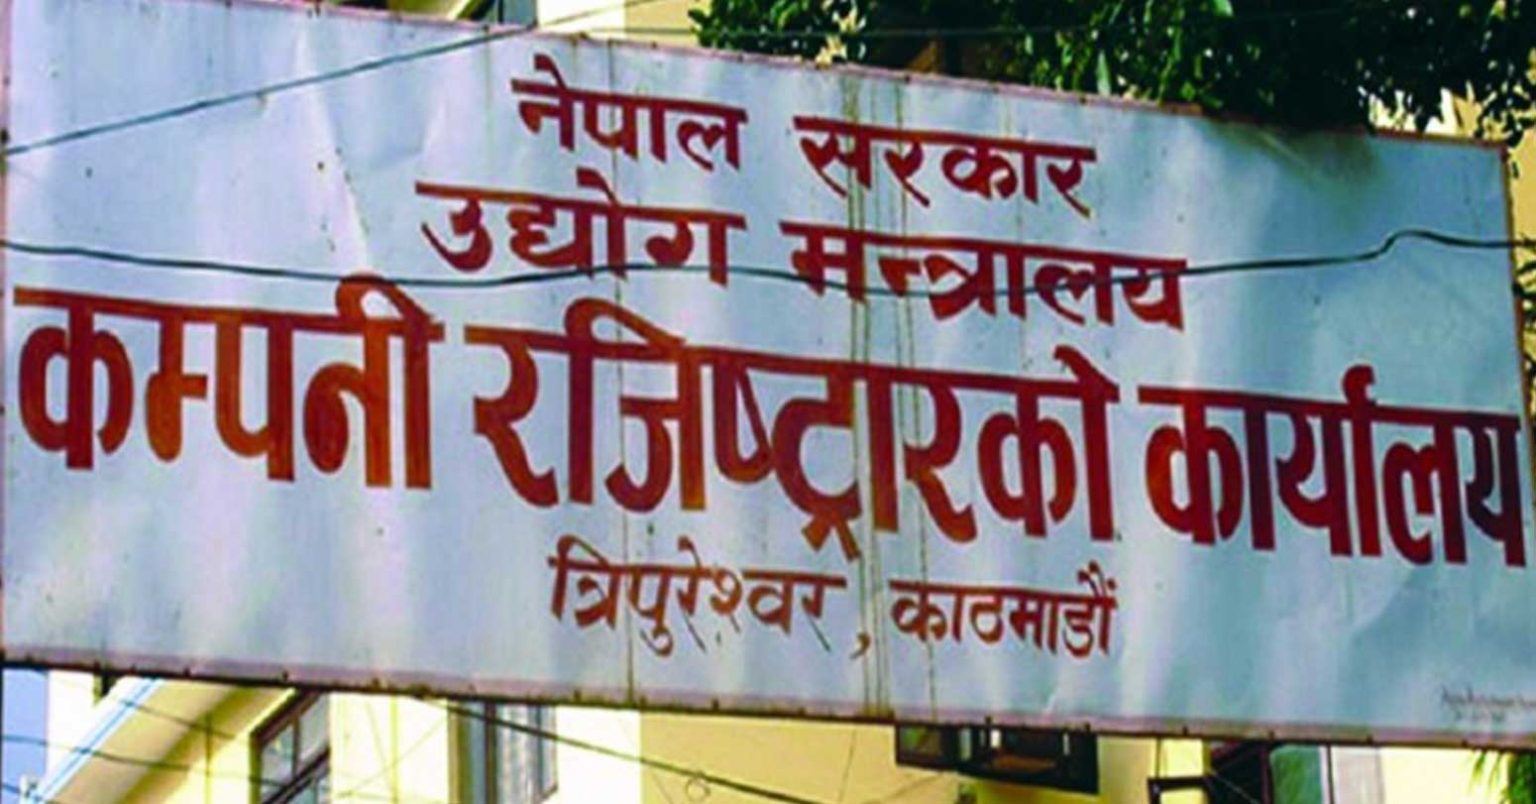 नेपाल सरकार
उद्योग मन्त्रालय
कम्पनी रजिष्ट्रारको कार्यालय
त्रिपुरेश्वर, काठमाडौं